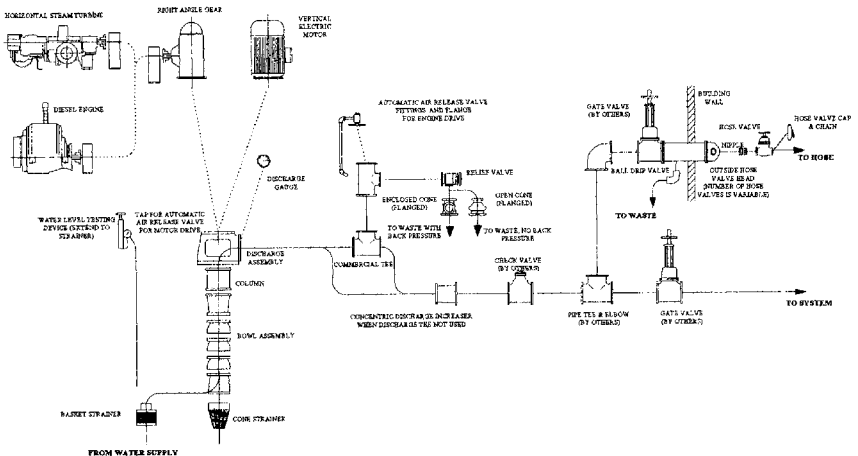 HORIZONTAL STEAM TURBINE
RIGHT ANGLE GEAR
VERTICAL
ELECTRIC
MOTOR
DIESEL ENGINE
DISCHARGE
GAUGE
AUTOMATIC AIR RELEASE VALVE
FITTINGS AND FLANGE
FOR ENGINE DRIVE
GATE VALVE
(BY OTHERS)
BUILDING
WALL
HOSE VALVE
HOSE VALVE CAP
& CHAIN
NIPPLE
TO HOSE
BALL DRIP VALVE
OUTSIDE HOSE
VALVE HEAD
(NUMBER OF HOSE
VALVES IS VARIABLE)
TO WASTE
RELIEF VALVE
ENCLOSED CONE
(FLANGED)
OPEN CONE
(FLANGED)
TO WASTE WITH
BACK PRESSURE
TO WASTE, NO BACK
PRESSURE
WATER LEVEL TESTING
DEVICE (EXTEND TO
STRAINER)
TAP FOR AUTOMATIC
AIR RELEASE VALVE
FOR MOTOR DRIVE
DISCHARGE
ASSEMBLY
COMMERCIAL TEE
COLUMN
CHECK VALVE
(BY OTHERS)
CONCENTRIC DISCHARGE INCREASER
WHEN DISCHARGE TEE NOT USED
PIPE TEE & ELBOW
(BY OTHERS)
GATE VALVE
(BY OTHERS)
TO SYSTEM
BOWL ASSEMBLY
BASKET STRAINER
CONE STRAINER
FROM WATER SUPPLY